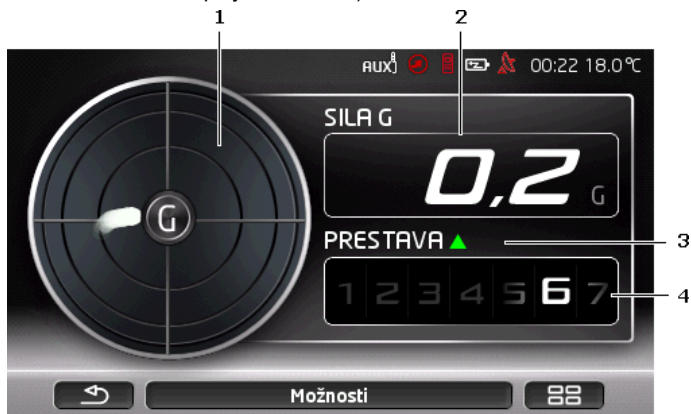 1 2
AUX 00:22 18.0°C
SILA G
0,2 G
G
PRESTAVA 3
1 2 3 4 5 6 7 4
Možnosti